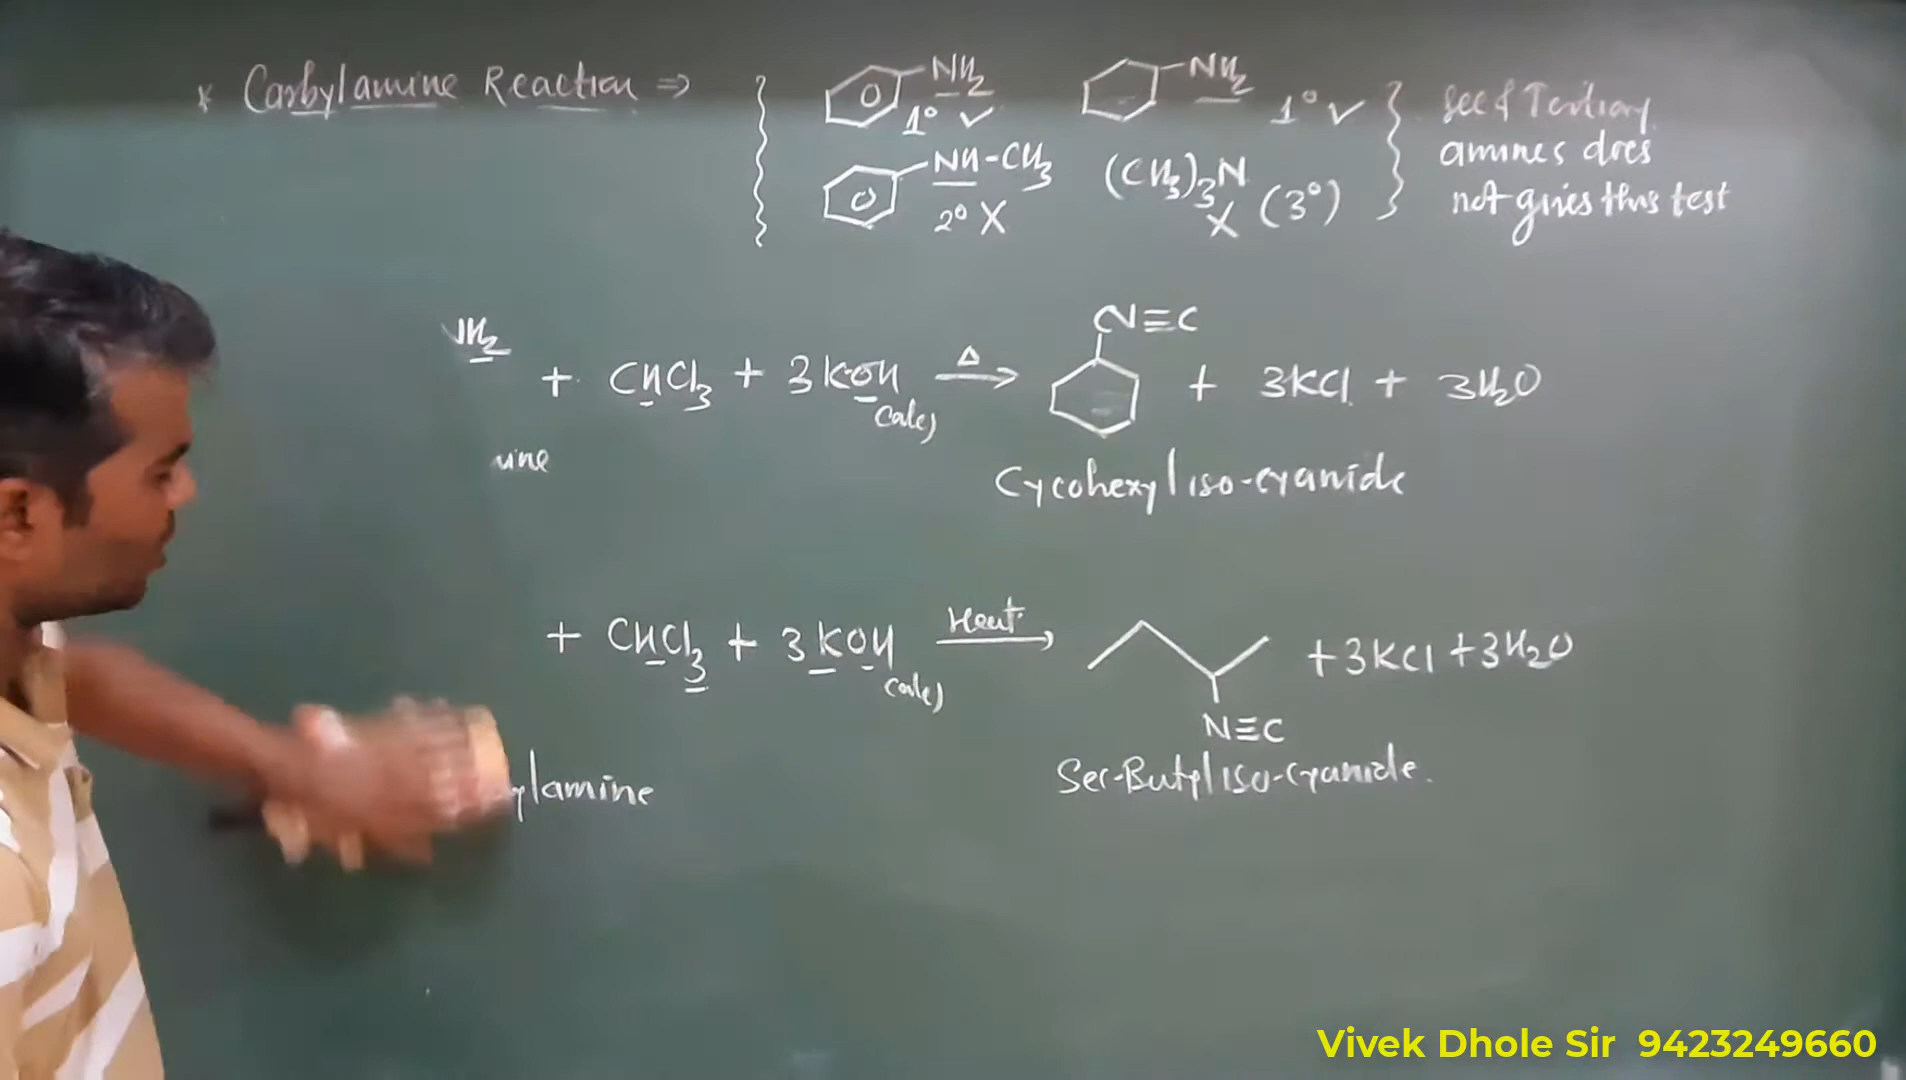 * Carbylamine Reaction ⇒
NH2 1° ✓
NH2 1° ✓
NH-CH3 2° X
(CH3)3N X (3°)
Sec & Tertiary
amines does
not gives this test
NH2 + CHCl3 + 3KOH (alc) Δ→ N≡C + 3KCl + 3H2O
Cycohexyl iso-cyanide
+ CHCl3 + 3KOH (alc) Heat→ + 3KCl + 3H2O
N≡C
ylamine
Sec-Butyl iso-cyanide.
Vivek Dhole Sir 9423249660